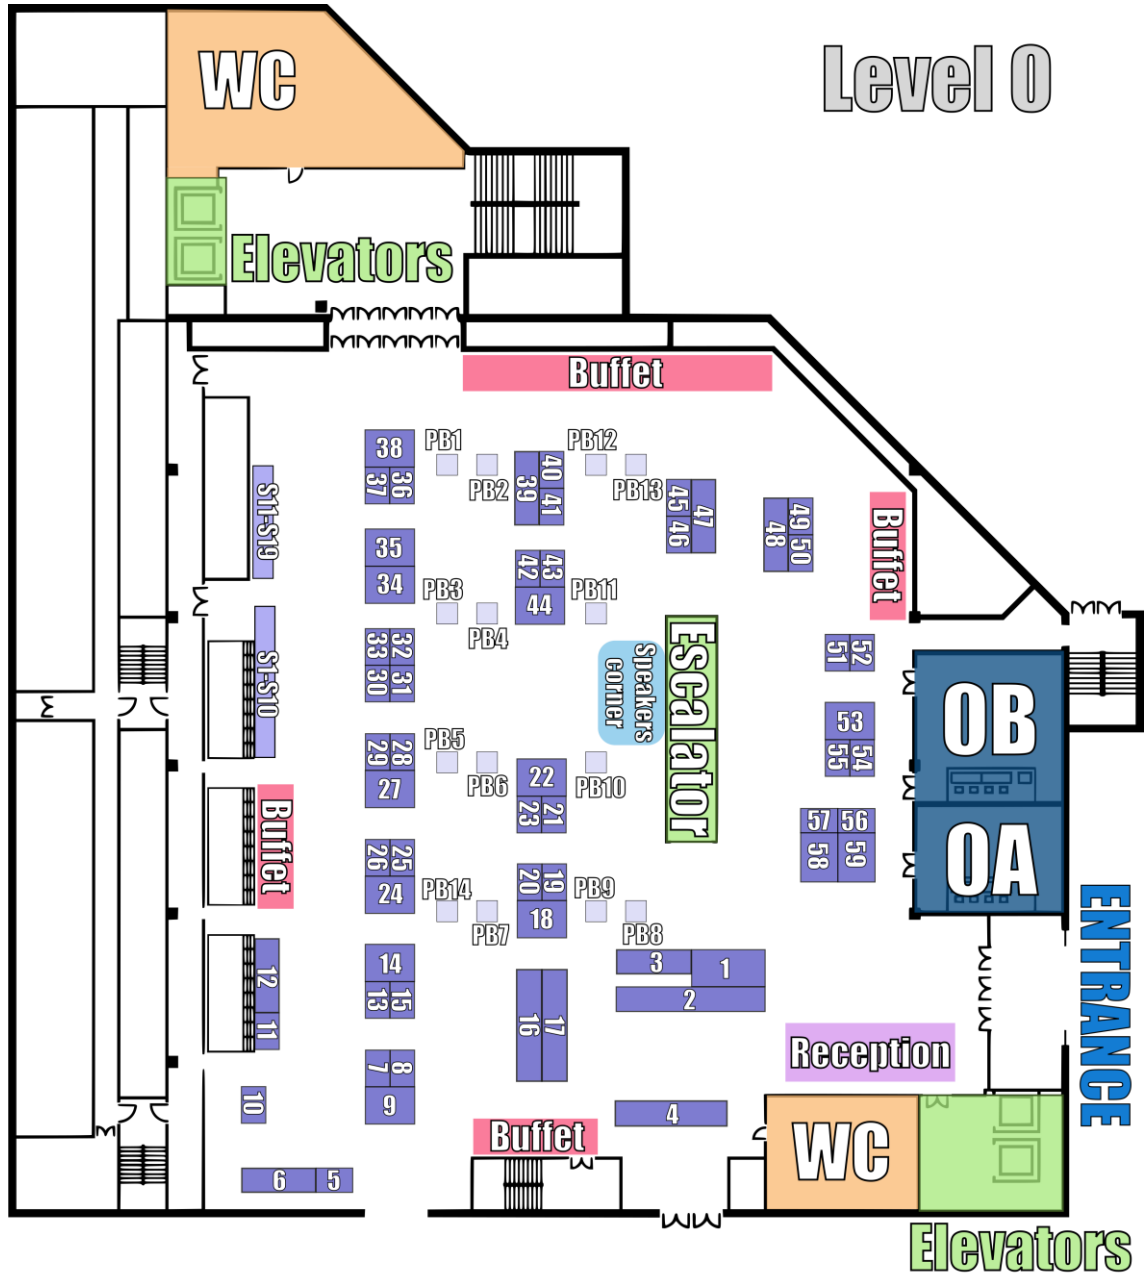 WC
Level 0
Elevators
Buffet
PB1
PB2
PB12
PB13
38
37
36
39
40
41
45
46
47
48
49
50
Buffet
S11-S19
35
34
42
43
44
PB3
PB4
PB11
S1-S10
33
32
30
31
Speakers
corner
Escalator
51
52
53
55
54
OB
PB5
PB6
PB10
29
28
27
22
23
21
Buffet
57
56
58
59
OA
26
25
24
PB14
PB7
20
19
18
PB9
PB8
ENTRANCE
12
11
14
13
15
16
17
3
1
2
Reception
7
8
9
10
4
Buffet
WC
6
5
Elevators